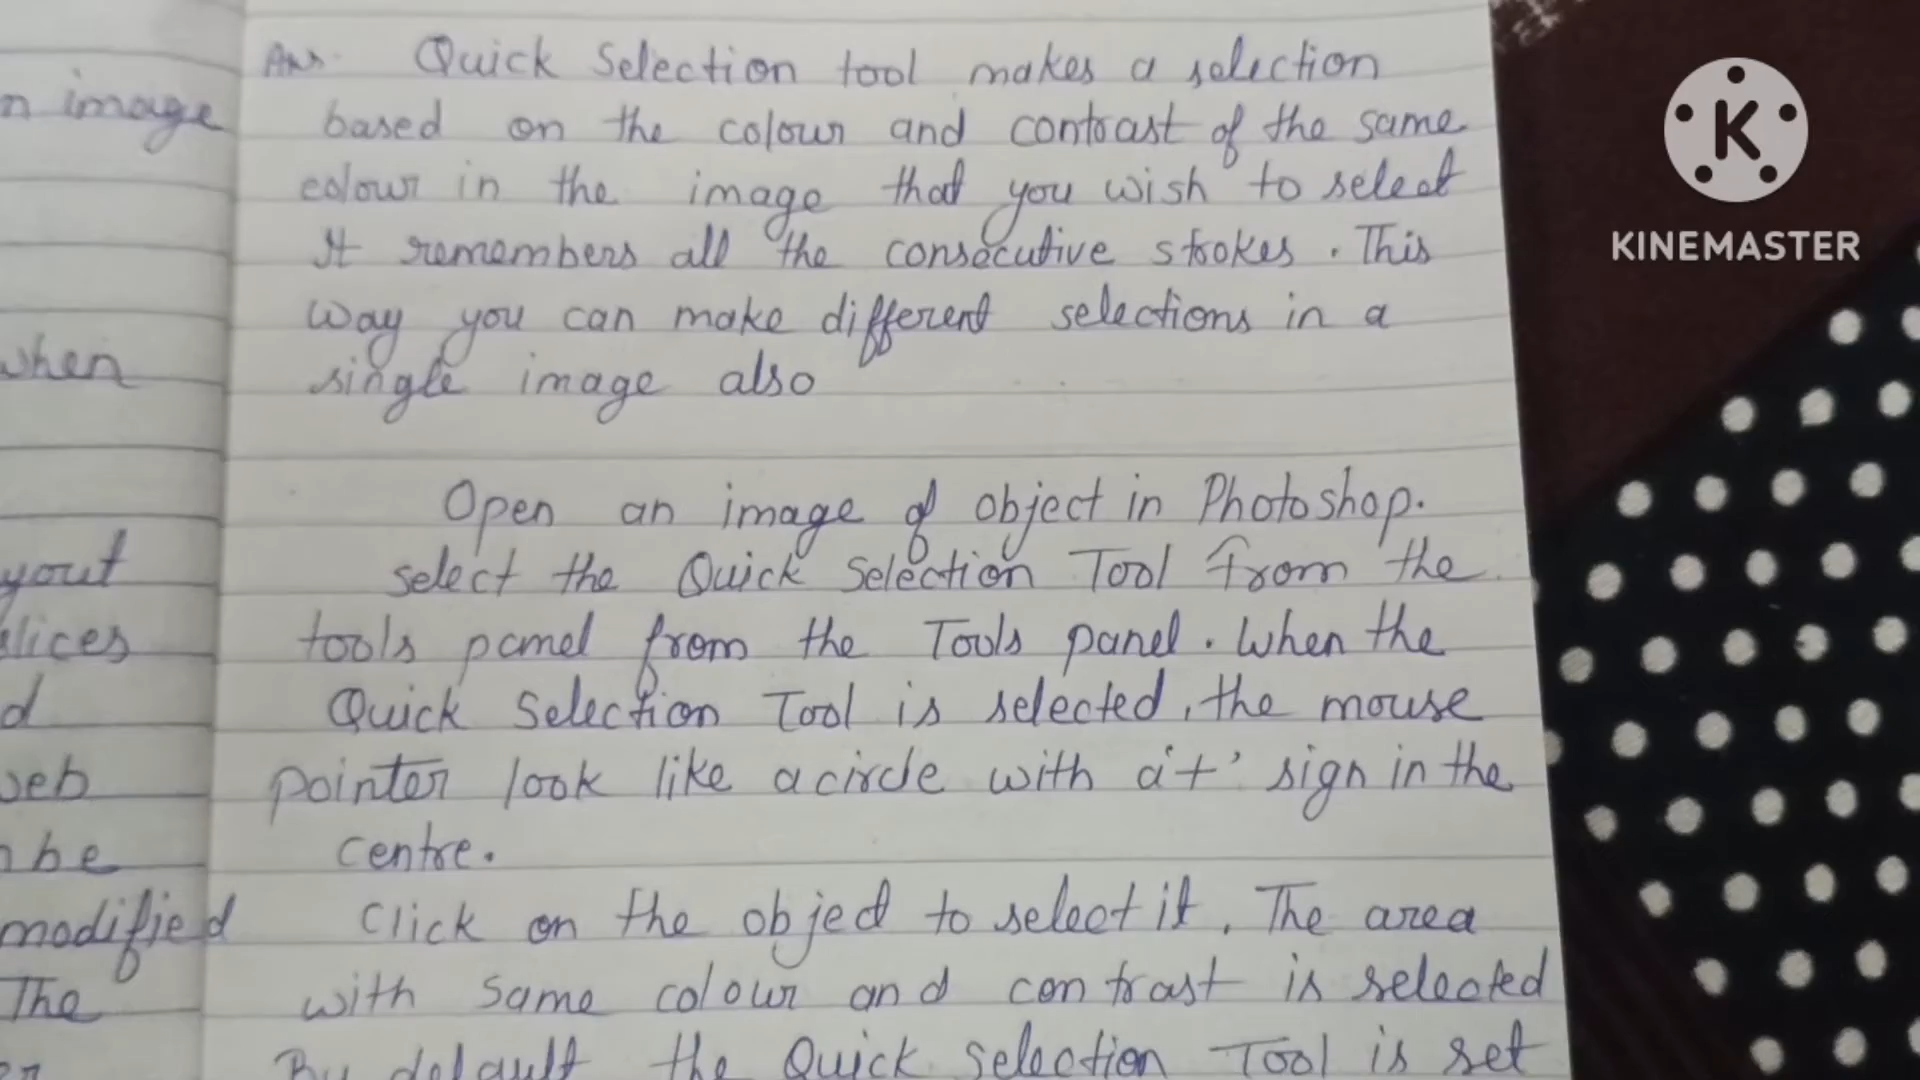 n image
when
yout
slices
d
web
n be
modified
The
Ans. Quick Selection tool makes a selection
based on the colour and contrast of the same
colour in the image that you wish to select
It remembers all the consecutive strokes. This
way you can make different selections in a
single image also
Open an image of object in Photoshop.
select the Quick Selection Tool from the
tools panel from the Tools panel. When the
Quick Selection Tool is selected, the mouse
pointer look like a circle with a '+' sign in the
centre.
Click on the object to select it. The area
with same colour and contrast is selected
By default the Quick Selection Tool is set
K
KINEMASTER